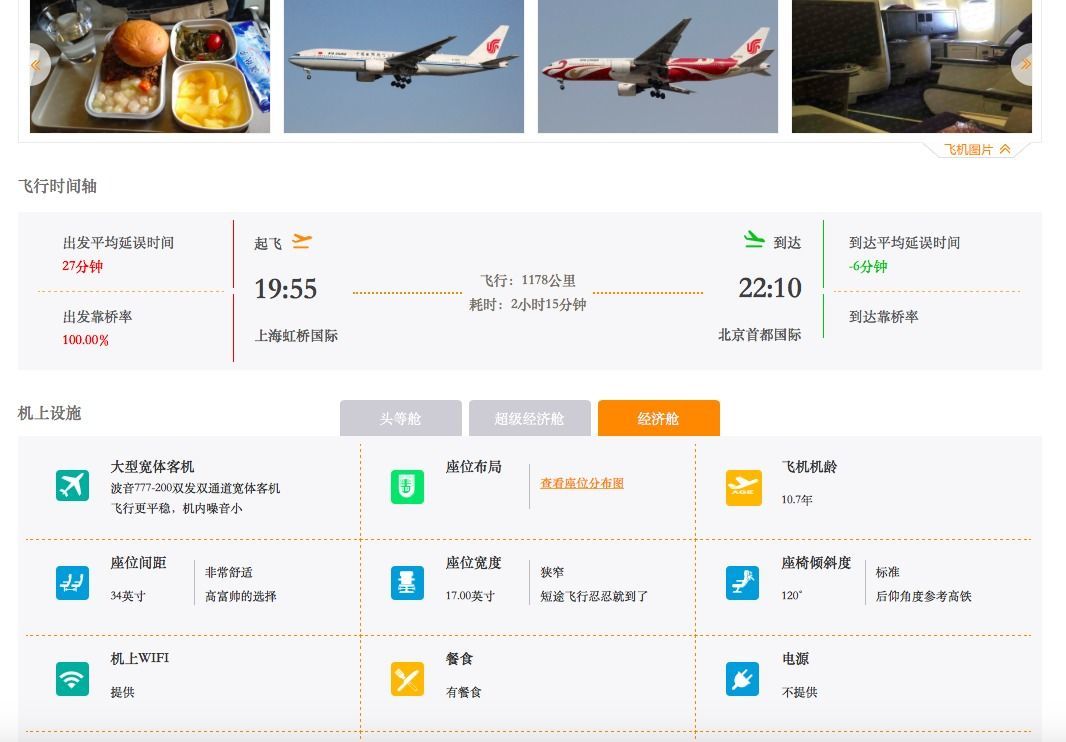 AIR CHINA 中国国际航空公司
飞机图片
飞行时间轴
出发平均延误时间
27分钟
出发靠桥率
100.00%
起飞
19:55
上海虹桥国际
飞行：1178公里
耗时：2小时15分钟
到达
22:10
北京首都国际
到达平均延误时间
-6分钟
到达靠桥率
机上设施
头等舱
超级经济舱
经济舱
大型宽体客机
波音777-200双发双通道宽体客机
飞行更平稳，机内噪音小
座位布局
查看座位分布图
AGE
飞机机龄
10.7年
座位间距
34英寸
非常舒适
高富帅的选择
座位宽度
17.00英寸
狭窄
短途飞行忍忍就到了
座椅倾斜度
120°
标准
后仰角度参考高铁
机上WIFI
提供
餐食
有餐食
电源
不提供